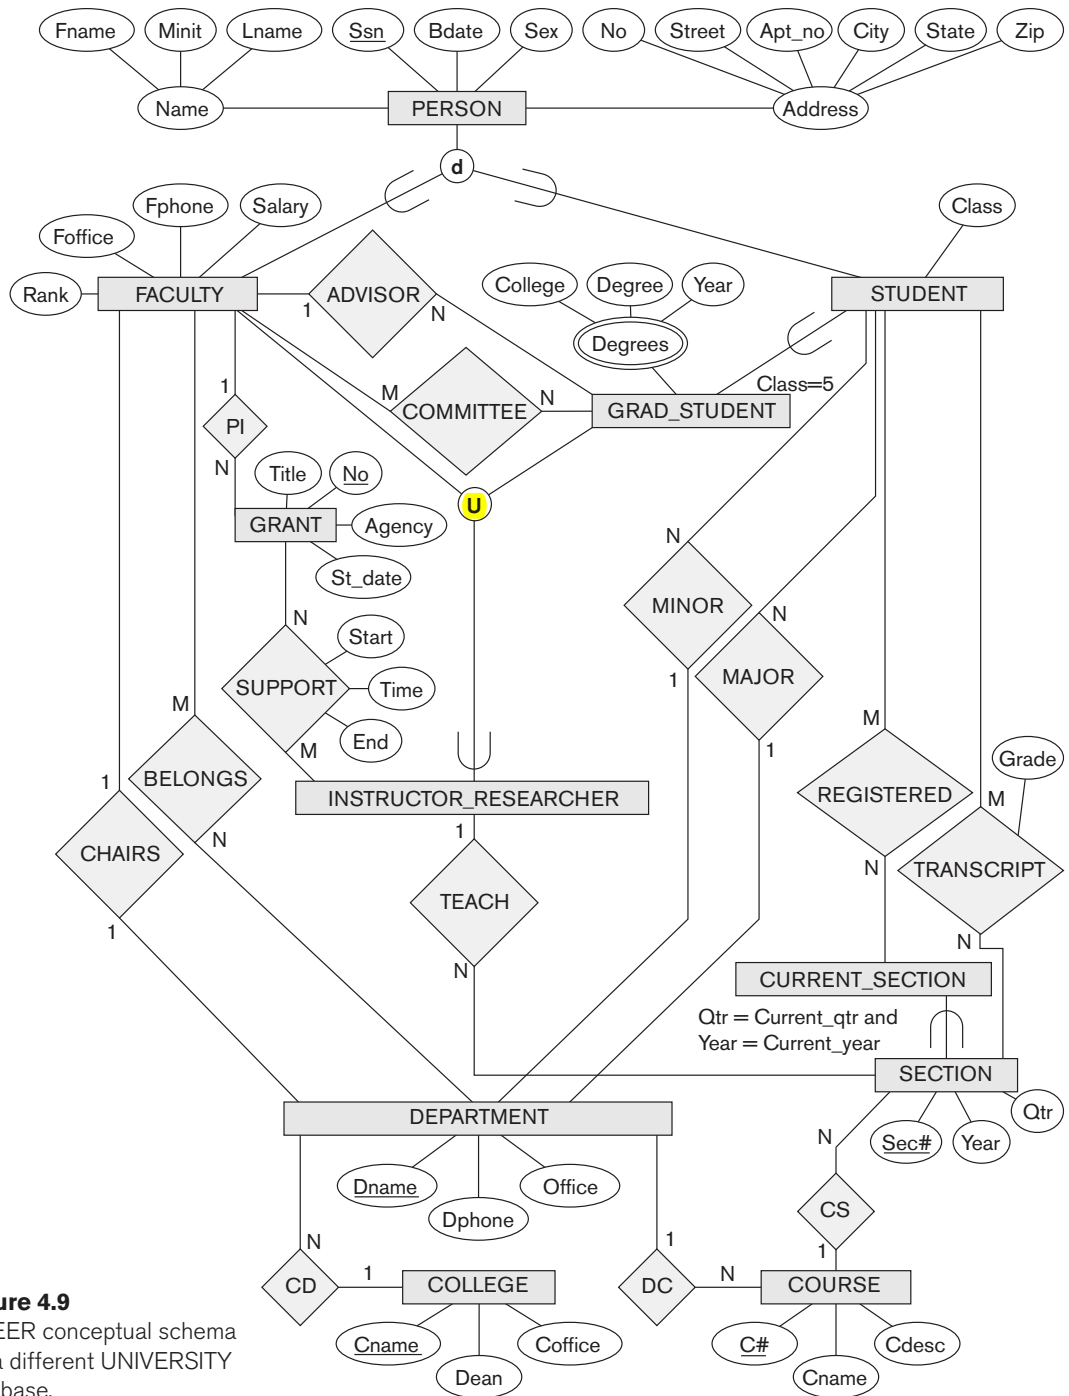 Fname Minit Lname Ssn Bdate Sex No Street Apt_no City State Zip
Name PERSON Address
d
Fphone Salary Class
Foffice
Rank FACULTY 1 ADVISOR N College Degree Year STUDENT
Degrees
Class=5
1 M COMMITTEE N GRAD_STUDENT
PI
N Title No
U
GRANT Agency
St_date
N
N Start MINOR N
SUPPORT Time 1 MAJOR
M End
M 1 M Grade
1 BELONGS INSTRUCTOR_RESEARCHER REGISTERED M
N 1
CHAIRS N TRANSCRIPT
TEACH
1 N
N CURRENT_SECTION
Qtr = Current_qtr and
Year = Current_year
SECTION
DEPARTMENT Qtr
N Sec# Year
Dname Office
Dphone CS
N 1 1
CD 1 COLLEGE DC N COURSE
ure 4.9
EER conceptual schema
a different UNIVERSITY
base.
Cname Coffice C# Cdesc
Dean Cname